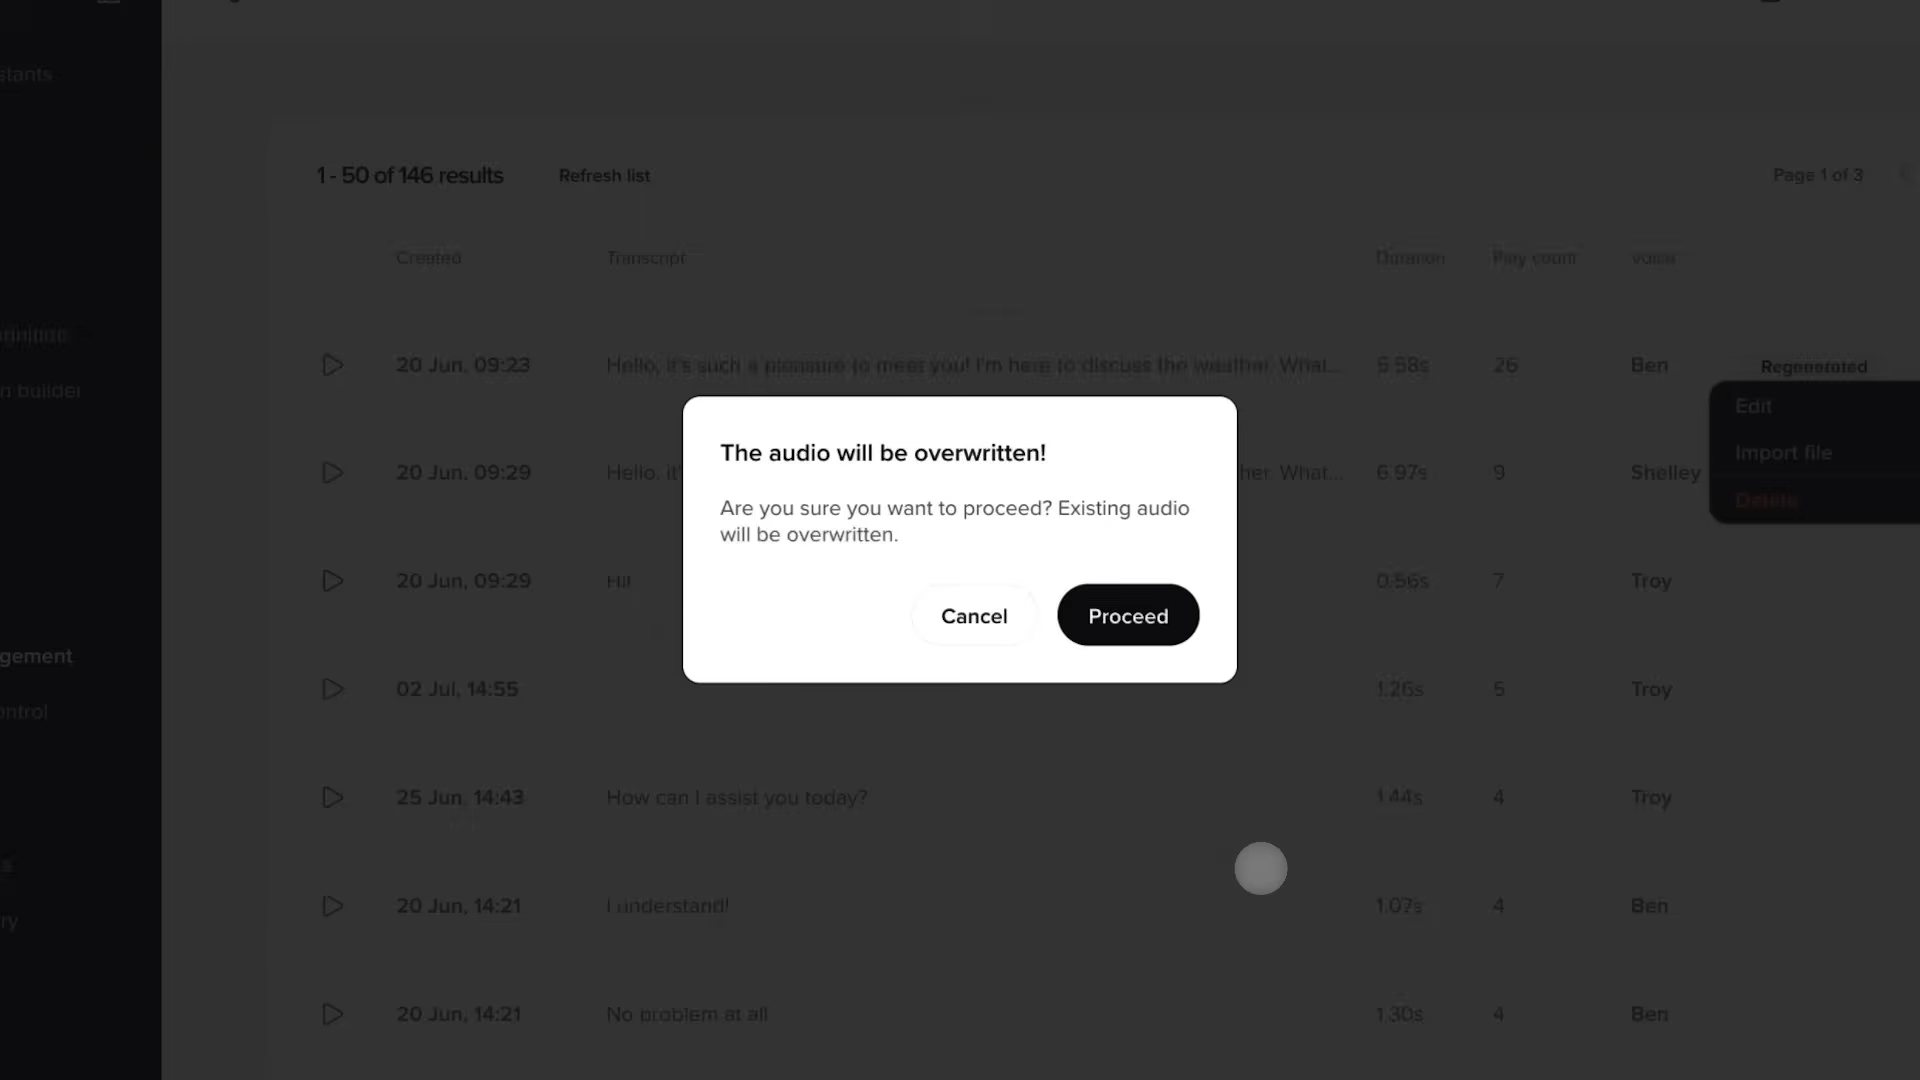 stants
n builder
gement
ontrol
ry
1 - 50 of 146 results
Refresh list
Page 1 of 3
Created Transcript Duration Play count Voice
20 Jun, 09:23 Hello, it's such a pleasure to meet you! I'm here to discuss the weather. What... 5.58s 26 Ben Regenerated
20 Jun, 09:29 Hello, it' her. What... 6.97s 9 Shelley
20 Jun, 09:29 Hi! 0.56s 7 Troy
02 Jul, 14:55 1.26s 5 Troy
25 Jun, 14:43 How can I assist you today? 1.44s 4 Troy
20 Jun, 14:21 I understand! 1.07s 4 Ben
20 Jun, 14:21 No problem at all 1.30s 4 Ben
Edit
Import file
Delete
The audio will be overwritten!
Are you sure you want to proceed? Existing audio
will be overwritten.
Cancel
Proceed